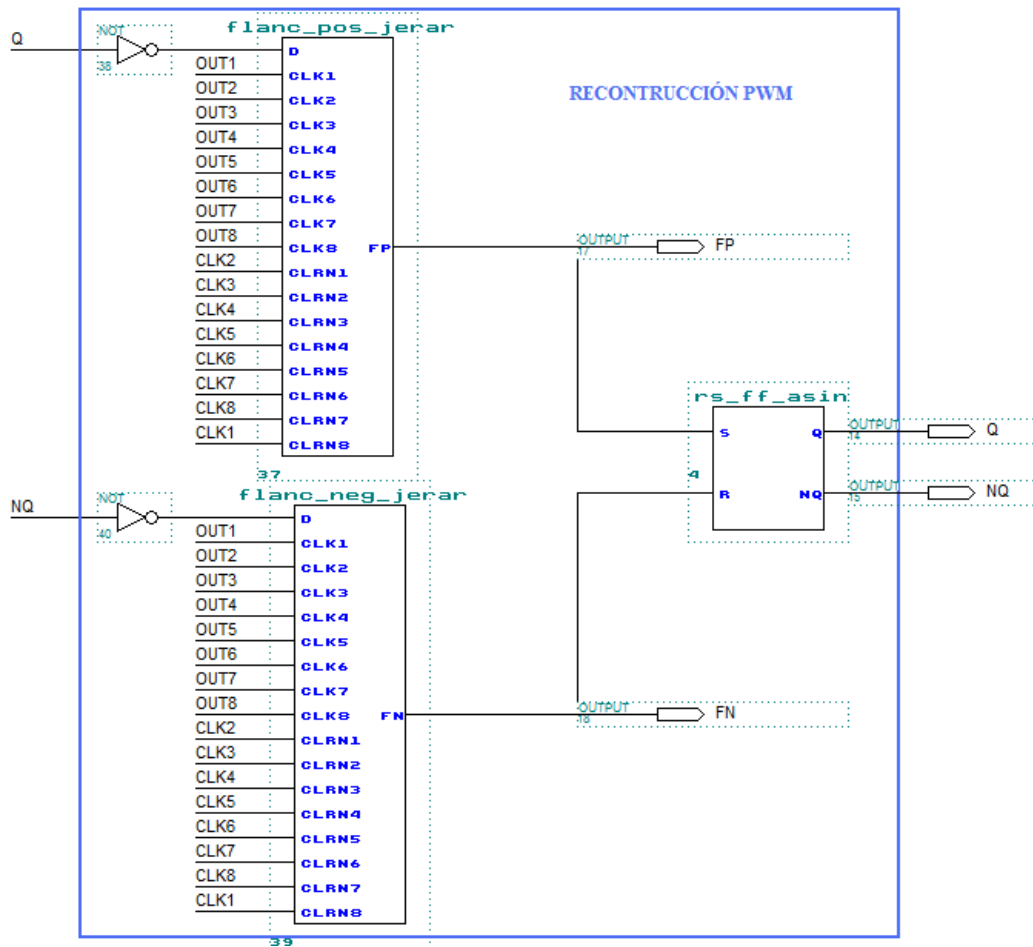 Q
NOT
38
flanc_pos_jerar
RECONTRUCCIÓN PWM
D
OUT1
CLK1
OUT2
CLK2
OUT3
CLK3
OUT4
CLK4
OUT5
CLK5
OUT6
CLK6
OUT7
CLK7
OUT8
CLK8 FP
CLK2
CLRN1
CLK3
CLRN2
CLK4
CLRN3
CLK5
CLRN4
CLK6
CLRN5
CLK7
CLRN6
CLK8
CLRN7
CLK1
CLRN8
37
OUTPUT
17
FP
rs_ff_asin
S Q
R NQ
4
OUTPUT
14
Q
OUTPUT
15
NQ
NQ
NOT
40
flanc_neg_jerar
D
OUT1
CLK1
OUT2
CLK2
OUT3
CLK3
OUT4
CLK4
OUT5
CLK5
OUT6
CLK6
OUT7
CLK7
OUT8
CLK8 FN
CLK2
CLRN1
CLK3
CLRN2
CLK4
CLRN3
CLK5
CLRN4
CLK6
CLRN5
CLK7
CLRN6
CLK8
CLRN7
CLK1
CLRN8
39
OUTPUT
18
FN